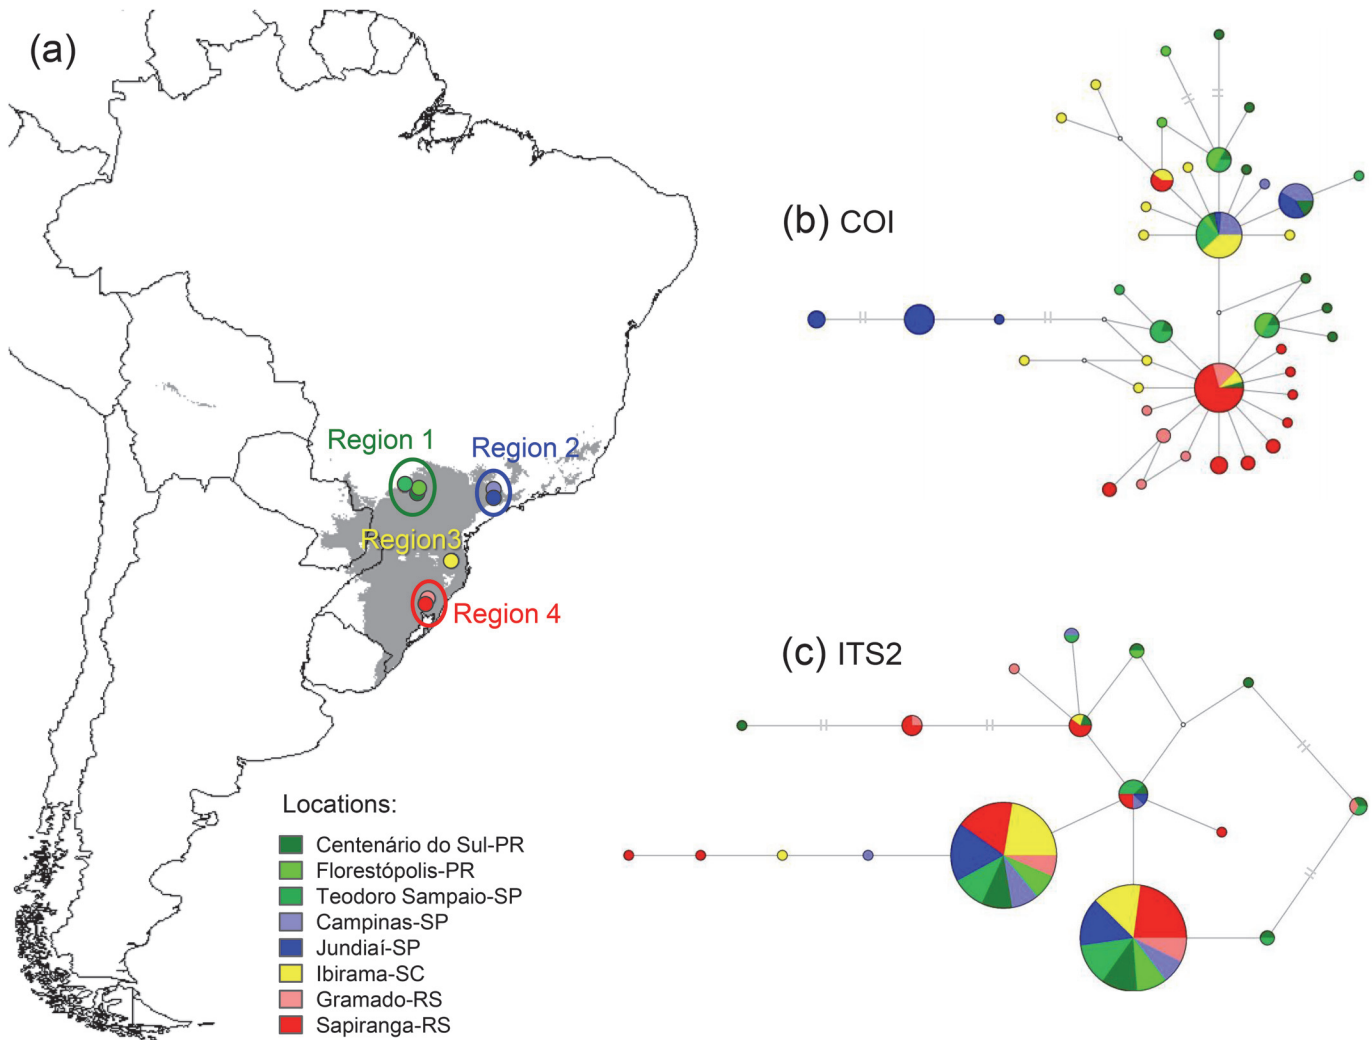 (a)
(b) COI
Region 1
Region 2
Region3
Region 4
(c) ITS2
Locations:
Centenário do Sul-PR
Florestópolis-PR
Teodoro Sampaio-SP
Campinas-SP
Jundiaí-SP
Ibirama-SC
Gramado-RS
Sapiranga-RS